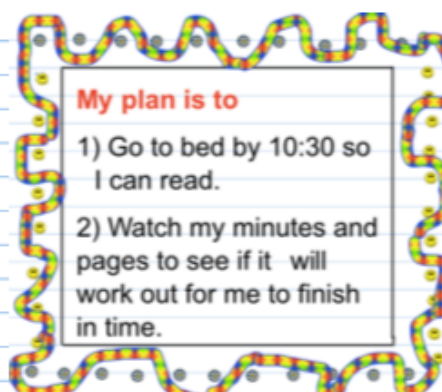 My plan is to
1) Go to bed by 10:30 so
I can read.
2) Watch my minutes and
pages to see if it will
work out for me to finish
in time.